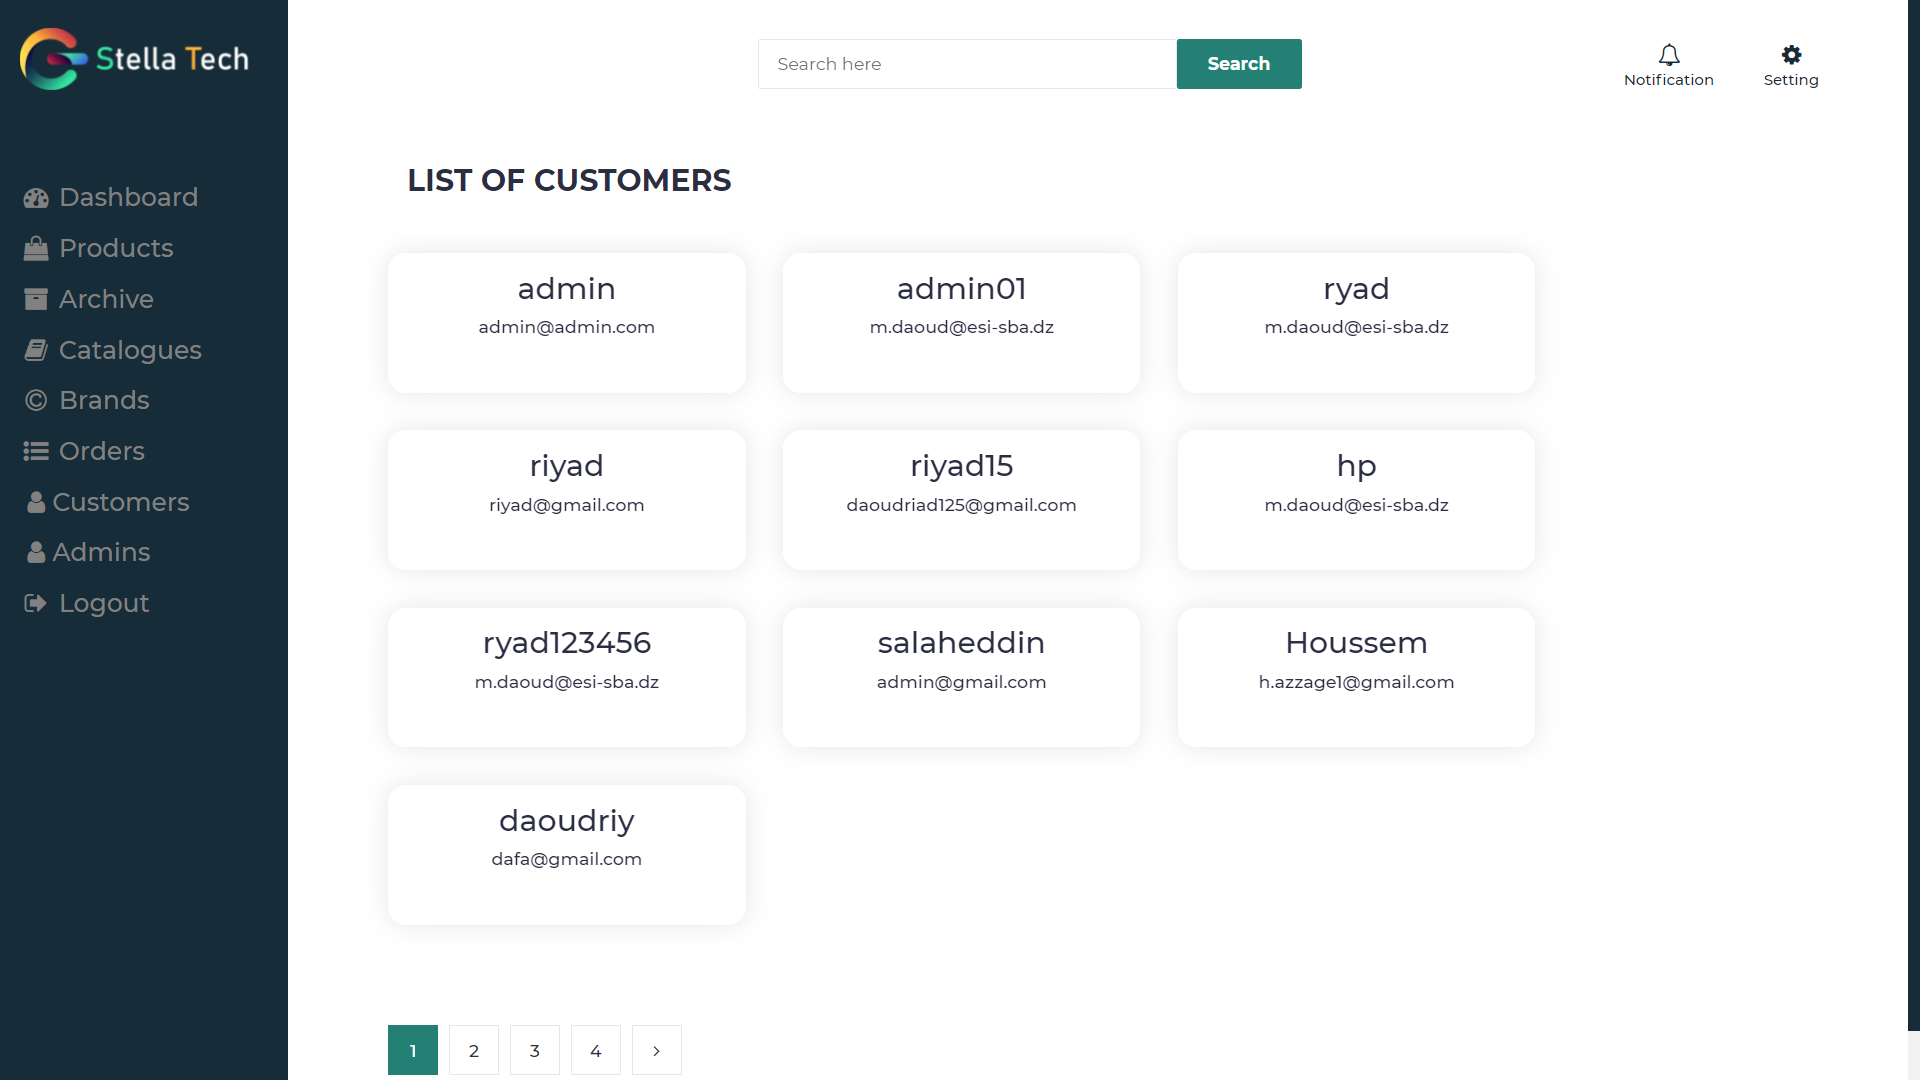 Stella Tech
Search here
Search
Notification
Setting
Dashboard
Products
Archive
Catalogues
Brands
Orders
Customers
Admins
Logout
LIST OF CUSTOMERS
admin
admin@admin.com
admin01
m.daoud@esi-sba.dz
ryad
m.daoud@esi-sba.dz
riyad
riyad@gmail.com
riyad15
daoudriad125@gmail.com
hp
m.daoud@esi-sba.dz
ryad123456
m.daoud@esi-sba.dz
salaheddin
admin@gmail.com
Houssem
h.azzage1@gmail.com
daoudriy
dafa@gmail.com
1 2 3 4 >